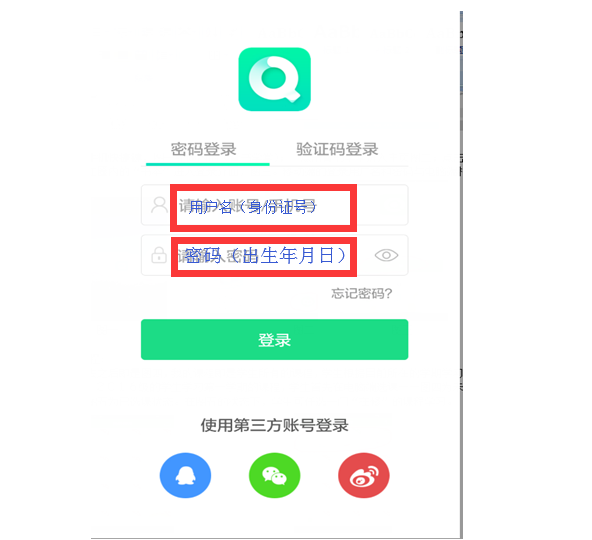 密码登录 验证码登录
用户名（身份证号）
密码（出生年月日）
忘记密码?
登录
使用第三方账号登录